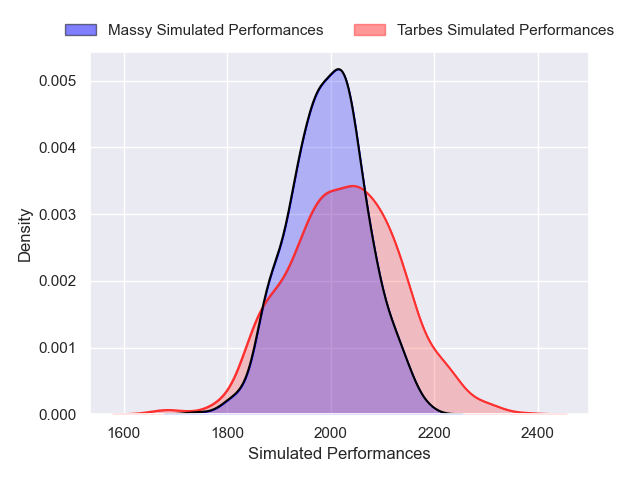 Massy Simulated Performances Tarbes Simulated Performances
0.005
0.004
0.003
0.002
0.001
0.000
Density
1600 1800 2000 2200 2400
Simulated Performances